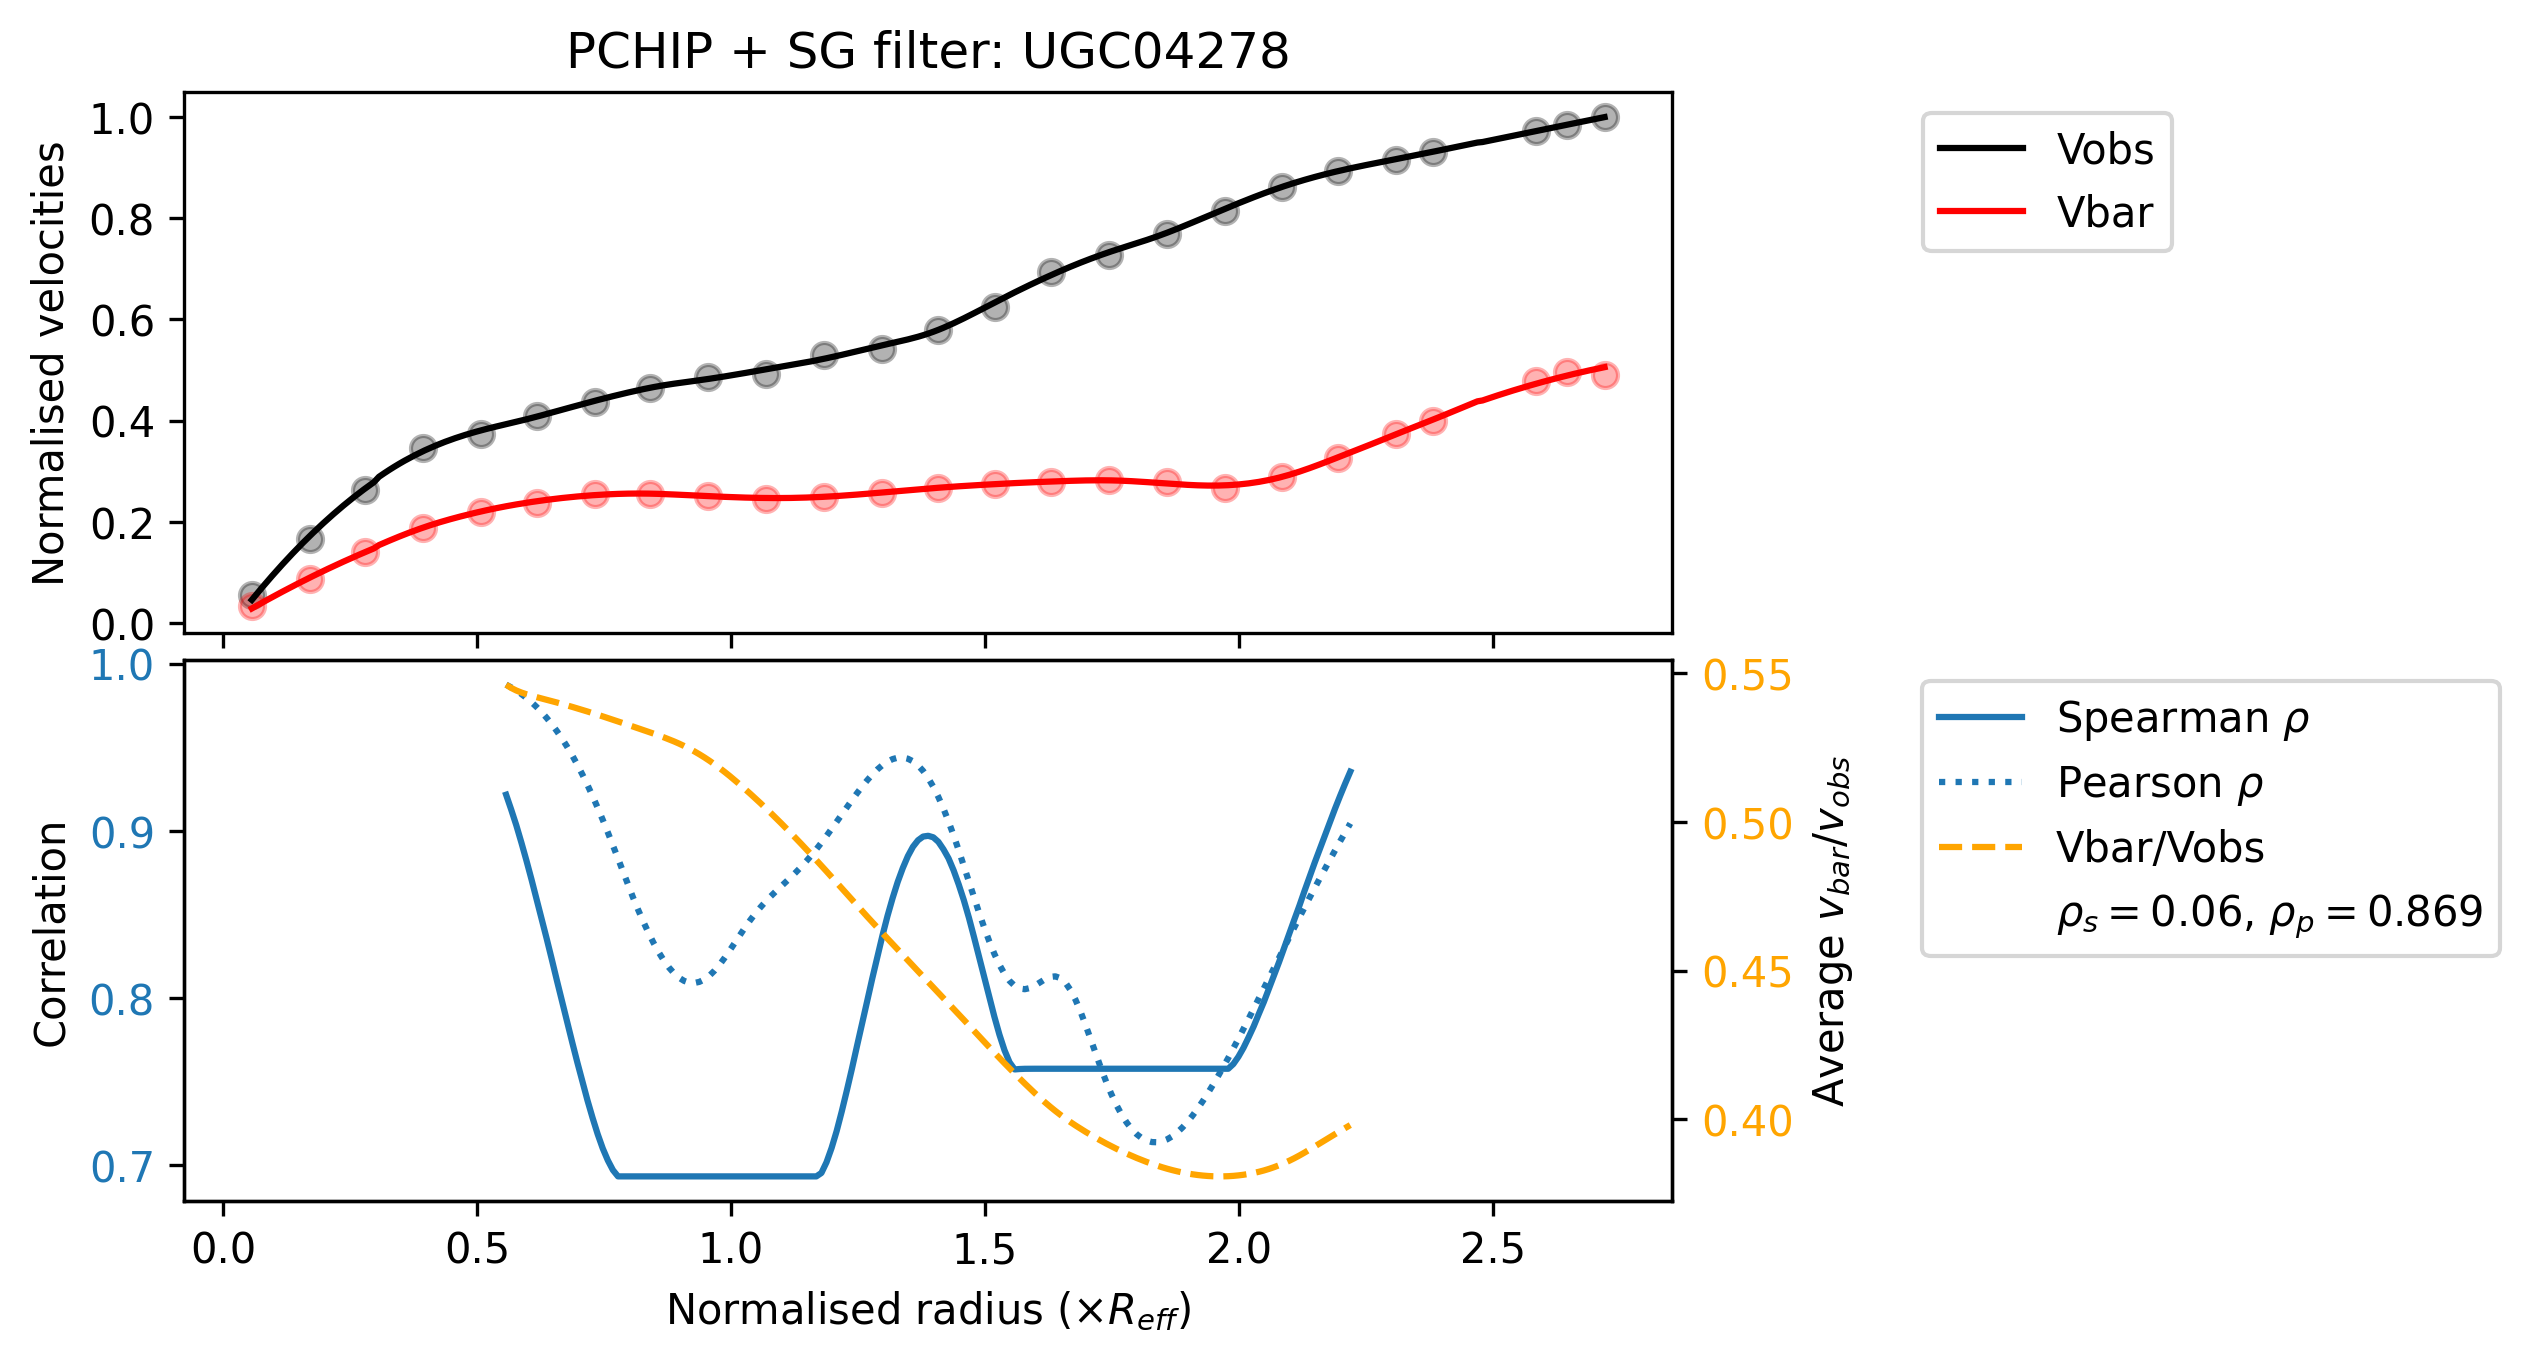 PCHIP + SG filter: UGC04278
Normalised velocities
1.0
0.8
0.6
0.4
0.2
0.0
Vobs
Vbar
Correlation
1.0
0.9
0.8
0.7
0.55
0.50
0.45
0.40
Average v_bar/v_obs
Spearman ρ
Pearson ρ
Vbar/Vobs
ρ_s = 0.06, ρ_p = 0.869
0.0 0.5 1.0 1.5 2.0 2.5
Normalised radius (×R_eff)